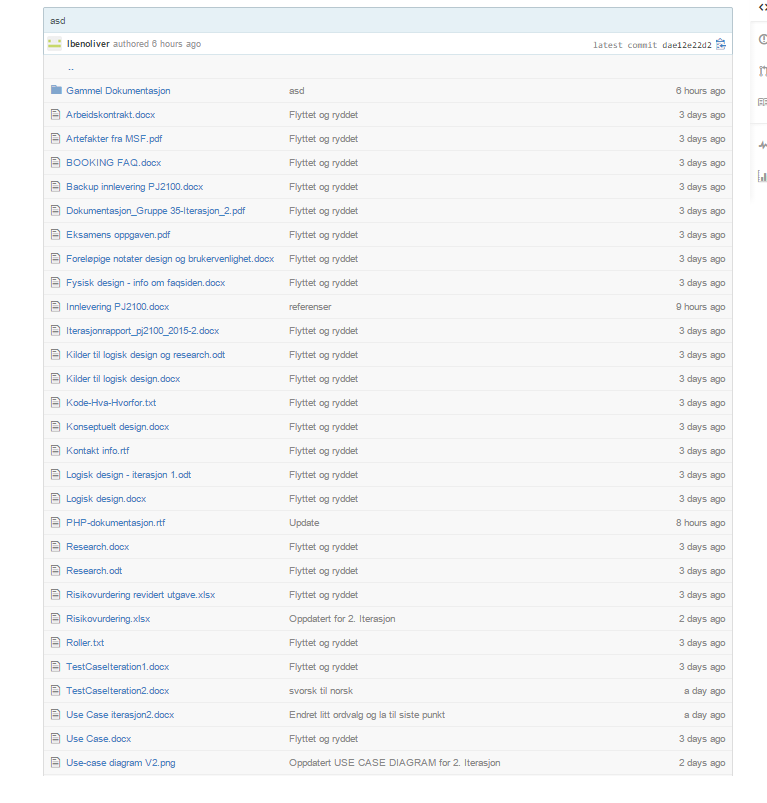 asd
lbenoliver authored 6 hours ago latest commit dae12e22d2
..
Gammel Dokumentasjon asd 6 hours ago
Arbeidskontrakt.docx Flyttet og ryddet 3 days ago
Artefakter fra MSF.pdf Flyttet og ryddet 3 days ago
BOOKING FAQ.docx Flyttet og ryddet 3 days ago
Backup innlevering PJ2100.docx Flyttet og ryddet 3 days ago
Dokumentasjon_Gruppe 35-Iterasjon_2.pdf Flyttet og ryddet 3 days ago
Eksamens oppgaven.pdf Flyttet og ryddet 3 days ago
Foreløpige notater design og brukervenlighet.docx Flyttet og ryddet 3 days ago
Fysisk design - info om faqsiden.docx Flyttet og ryddet 3 days ago
Innlevering PJ2100.docx referenser 9 hours ago
Iterasjonrapport_pj2100_2015-2.docx Flyttet og ryddet 3 days ago
Kilder til logisk design og research.odt Flyttet og ryddet 3 days ago
Kilder til logisk design.docx Flyttet og ryddet 3 days ago
Kode-Hva-Hvorfor.txt Flyttet og ryddet 3 days ago
Konseptuelt design.docx Flyttet og ryddet 3 days ago
Kontakt info.rtf Flyttet og ryddet 3 days ago
Logisk design - iterasjon 1.odt Flyttet og ryddet 3 days ago
Logisk design.docx Flyttet og ryddet 3 days ago
PHP-dokumentasjon.rtf Update 8 hours ago
Research.docx Flyttet og ryddet 3 days ago
Research.odt Flyttet og ryddet 3 days ago
Risikovurdering revidert utgave.xlsx Flyttet og ryddet 3 days ago
Risikovurdering.xlsx Oppdatert for 2. Iterasjon 2 days ago
Roller.txt Flyttet og ryddet 3 days ago
TestCaseIteration1.docx Flyttet og ryddet 3 days ago
TestCaseIteration2.docx svorsk til norsk a day ago
Use Case iterasjon2.docx Endret litt ordvalg og la til siste punkt a day ago
Use Case.docx Flyttet og ryddet 3 days ago
Use-case diagram V2.png Oppdatert USE CASE DIAGRAM for 2. Iterasjon 2 days ago